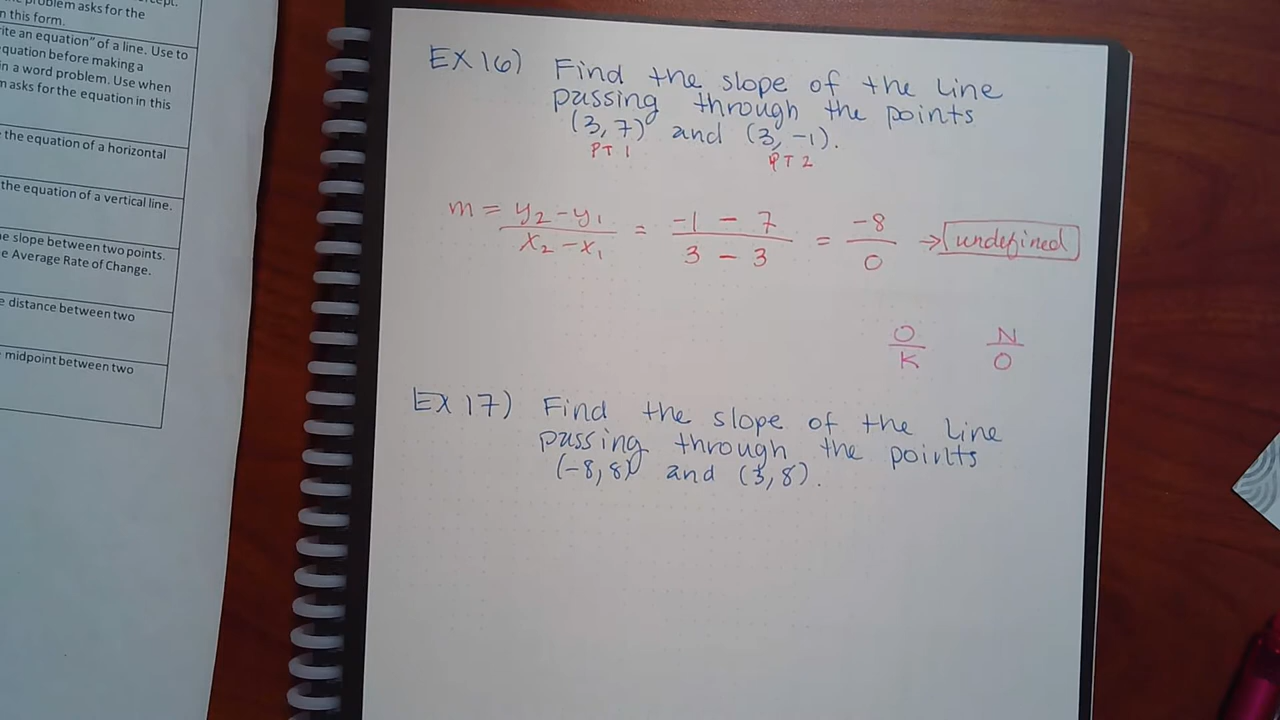 problem asks for the
n this form.
ite an equation" of a line. Use to
quation before making a
in a word problem. Use when
asks for the equation in this
the equation of a horizontal
the equation of a vertical line.
e slope between two points.
e Average Rate of Change.
e distance between two
midpoint between two
EX 16) Find the slope of the line
passing through the points
(3, 7) and (3, -1).
PT 1 PT 2
m = y2 - y1 / x2 - x1 = -1 - 7 / 3 - 3 = -8 / 0 → undefined
O / K N / O
EX 17) Find the slope of the line
passing through the points
(-8, 8) and (3, 8).